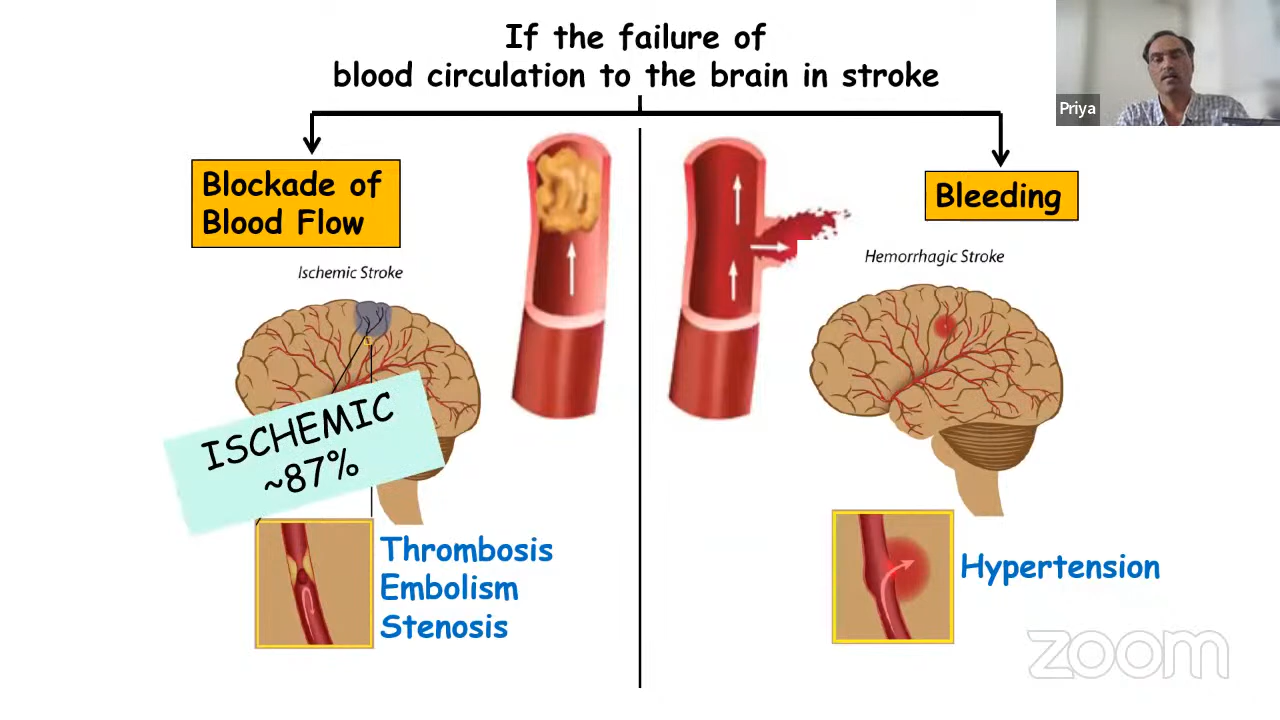 If the failure of
blood circulation to the brain in stroke
Priya
Blockade of
Blood Flow
Bleeding
Ischemic Stroke
Hemorrhagic Stroke
ISCHEMIC
~87%
Thrombosis
Embolism
Stenosis
Hypertension
zoom